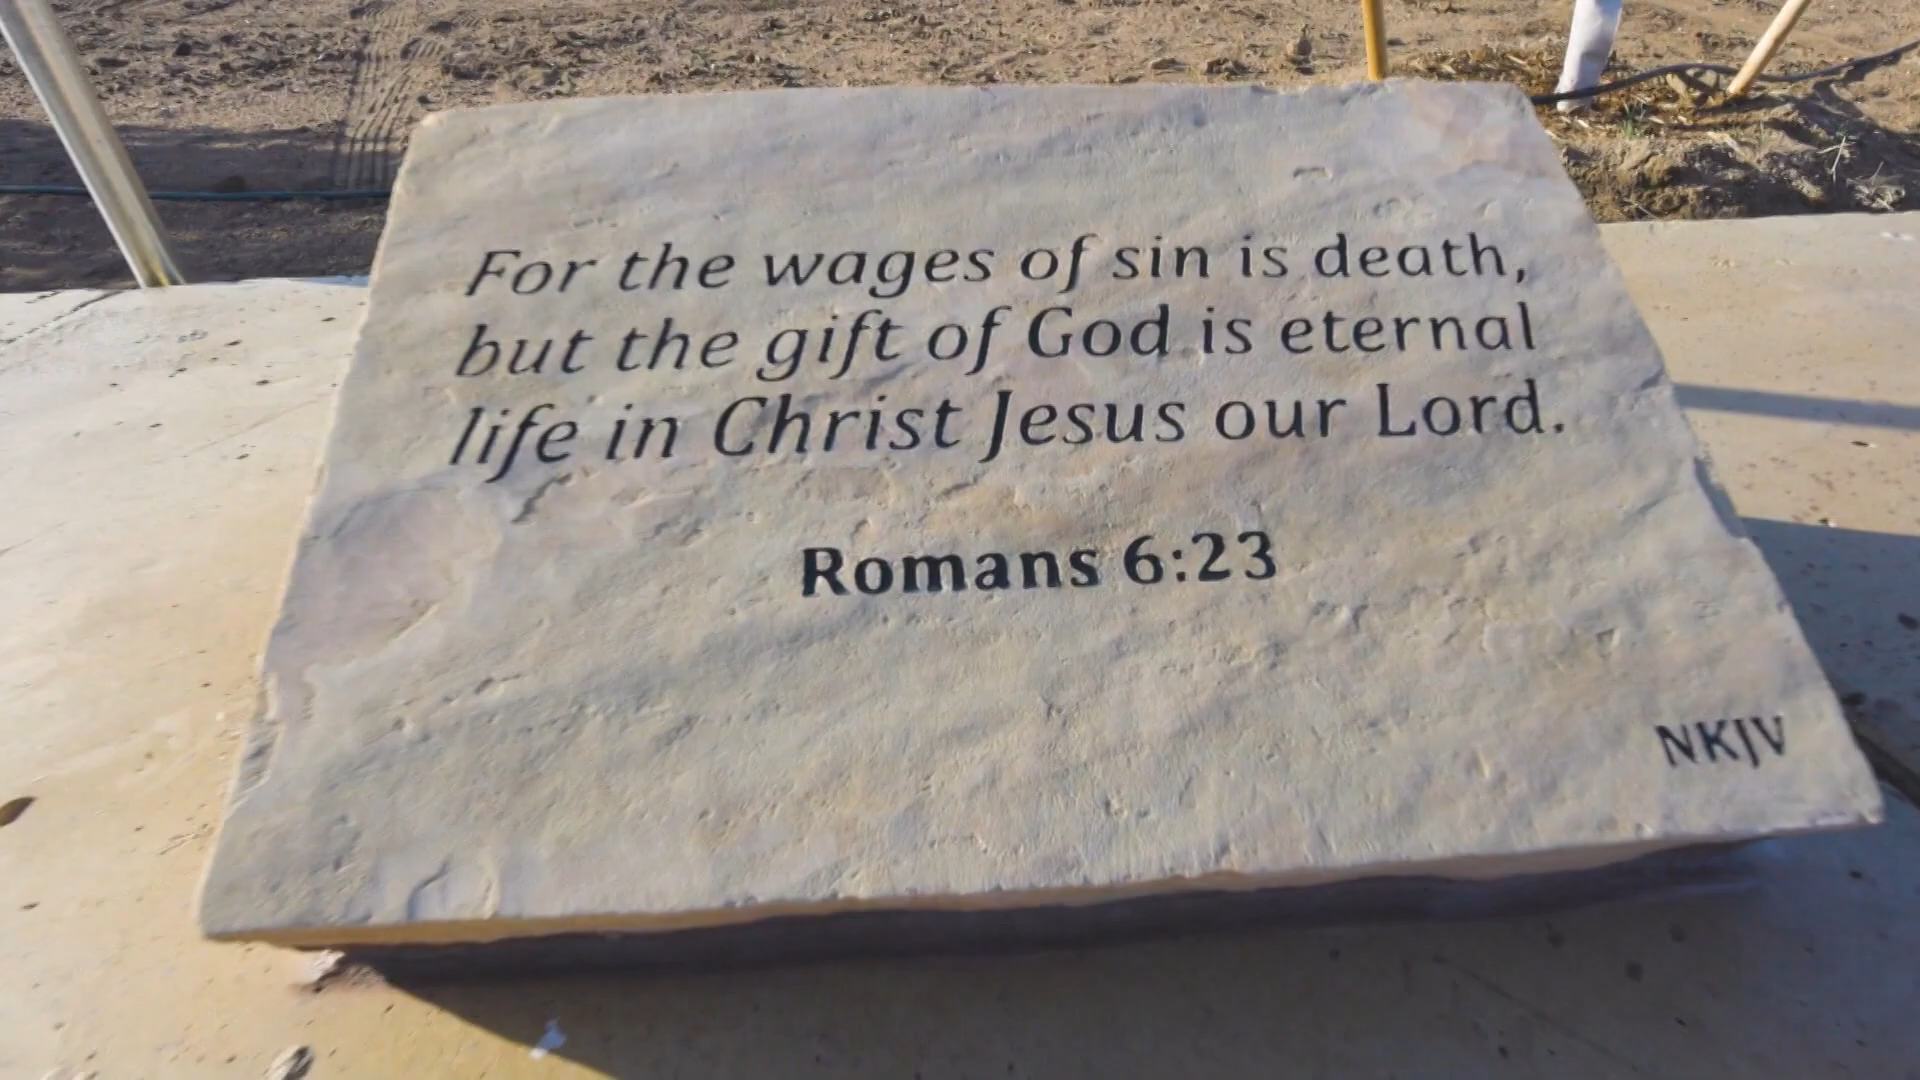 For the wages of sin is death,
but the gift of God is eternal
life in Christ Jesus our Lord.
Romans 6:23
NKJV